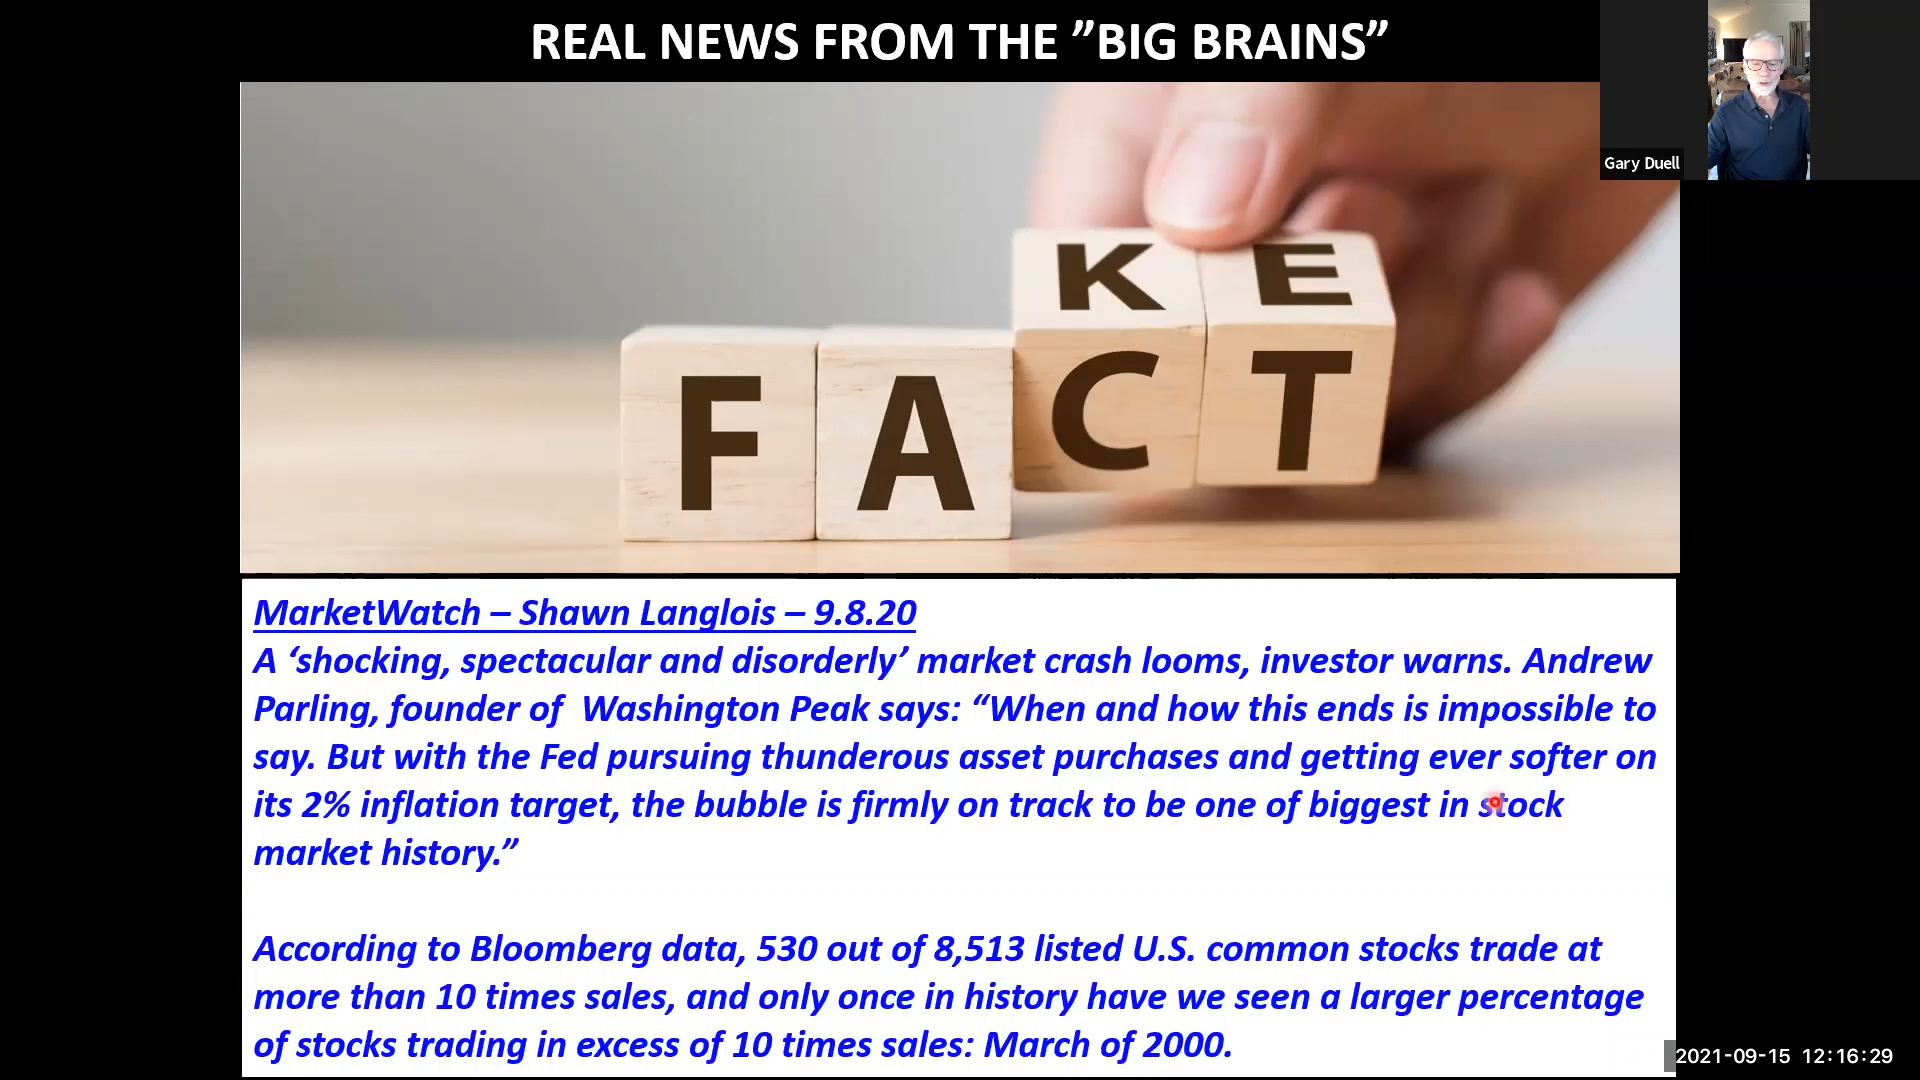 REAL NEWS FROM THE ”BIG BRAINS”
Gary Duell
K E
F A C T
MarketWatch – Shawn Langlois – 9.8.20
A ‘shocking, spectacular and disorderly’ market crash looms, investor warns. Andrew
Parling, founder of Washington Peak says: “When and how this ends is impossible to
say. But with the Fed pursuing thunderous asset purchases and getting ever softer on
its 2% inflation target, the bubble is firmly on track to be one of biggest in stock
market history.”
According to Bloomberg data, 530 out of 8,513 listed U.S. common stocks trade at
more than 10 times sales, and only once in history have we seen a larger percentage
of stocks trading in excess of 10 times sales: March of 2000.
2021-09-15 12:16:29